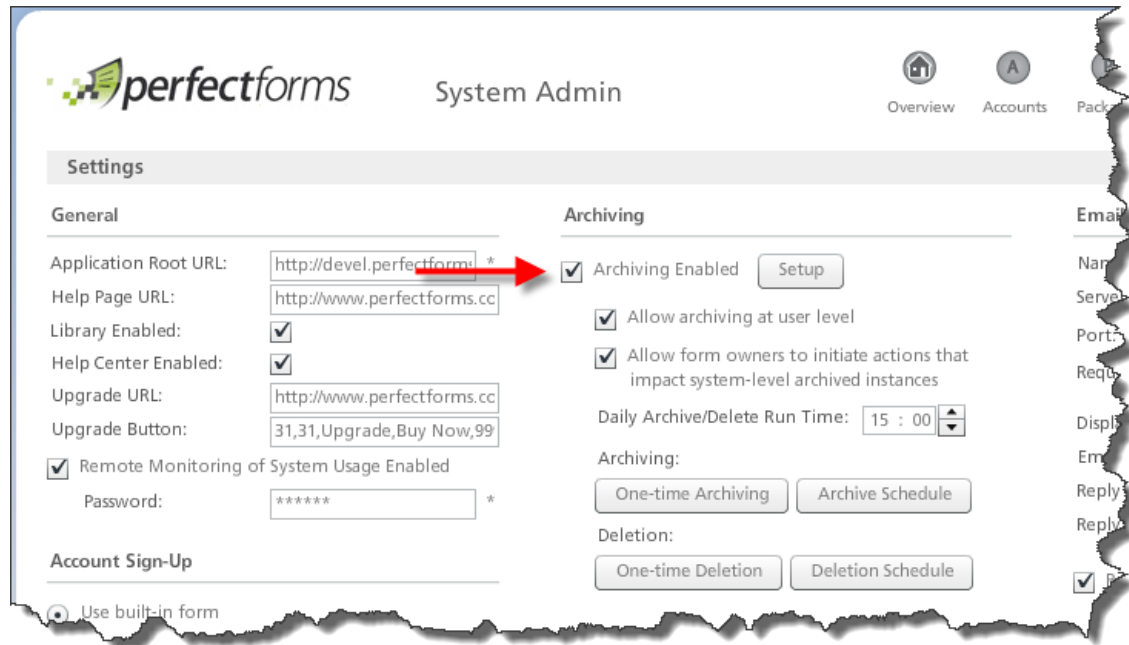 perfectforms
System Admin
Overview
Accounts
A
Settings
General
Application Root URL:
http://devel.perfectforms
*
Help Page URL:
http://www.perfectforms.cc
Library Enabled:
Help Center Enabled:
Upgrade URL:
http://www.perfectforms.cc
Upgrade Button:
31,31,Upgrade,Buy Now,99
Remote Monitoring of System Usage Enabled
Password:
******
*
Account Sign-Up
Use built-in form
Archiving
Archiving Enabled
Setup
Allow archiving at user level
Allow form owners to initiate actions that
impact system-level archived instances
Daily Archive/Delete Run Time:
15 : 00
Archiving:
One-time Archiving
Archive Schedule
Deletion:
One-time Deletion
Deletion Schedule
Port:
Reply
Reply